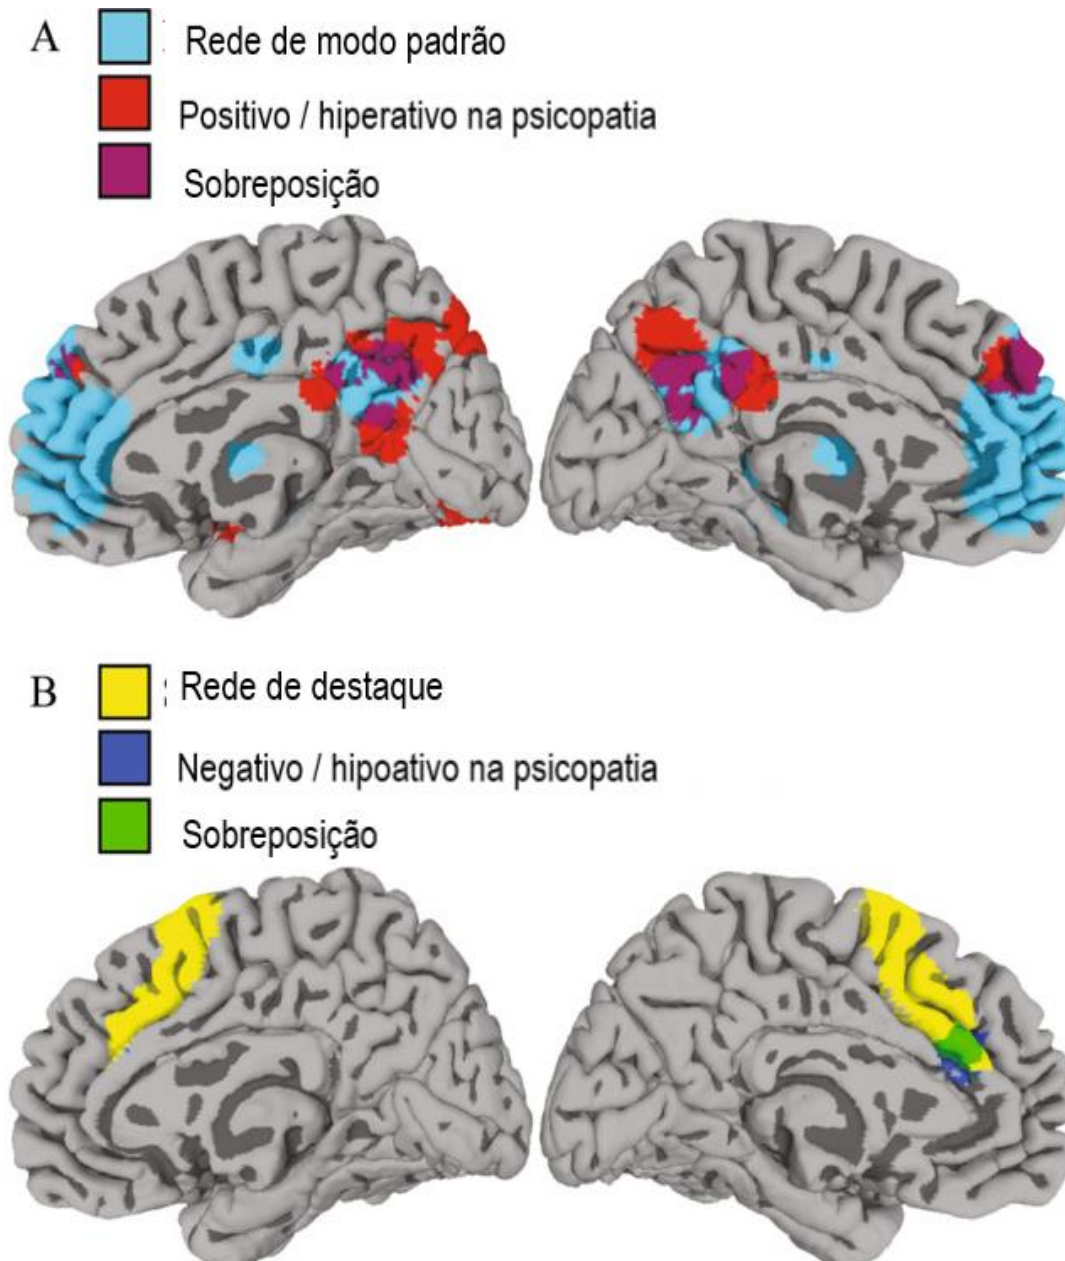 A Rede de modo padrão
Positivo / hiperativo na psicopatia
Sobreposição
B Rede de destaque
Negativo / hipoativo na psicopatia
Sobreposição